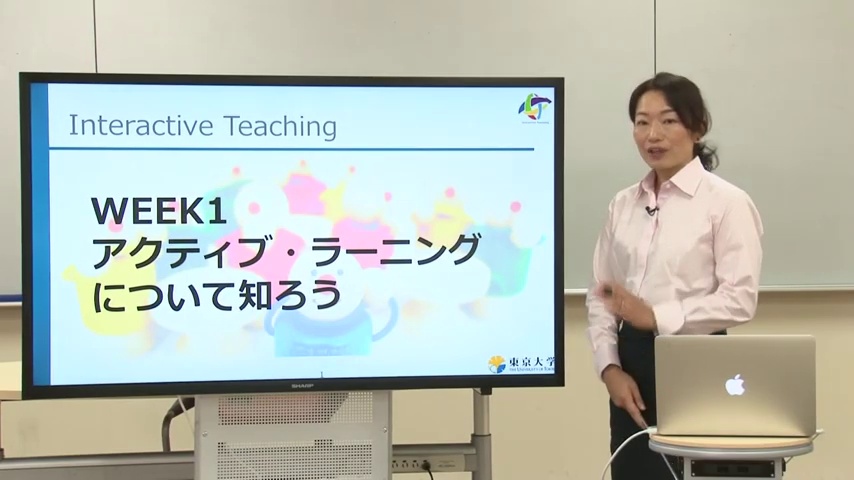 Interactive Teaching
WEEK1
アクティブ・ラーニング
について知ろう
東京大学
SHARP